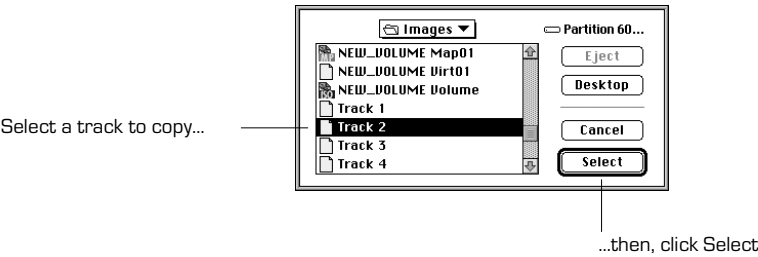 Images
Partition 60...
NEW_VOLUME Map01
NEW_VOLUME Virt01
NEW_VOLUME Volume
Track 1
Track 2
Track 3
Track 4
Eject
Desktop
Cancel
Select
Select a track to copy...
...then, click Select